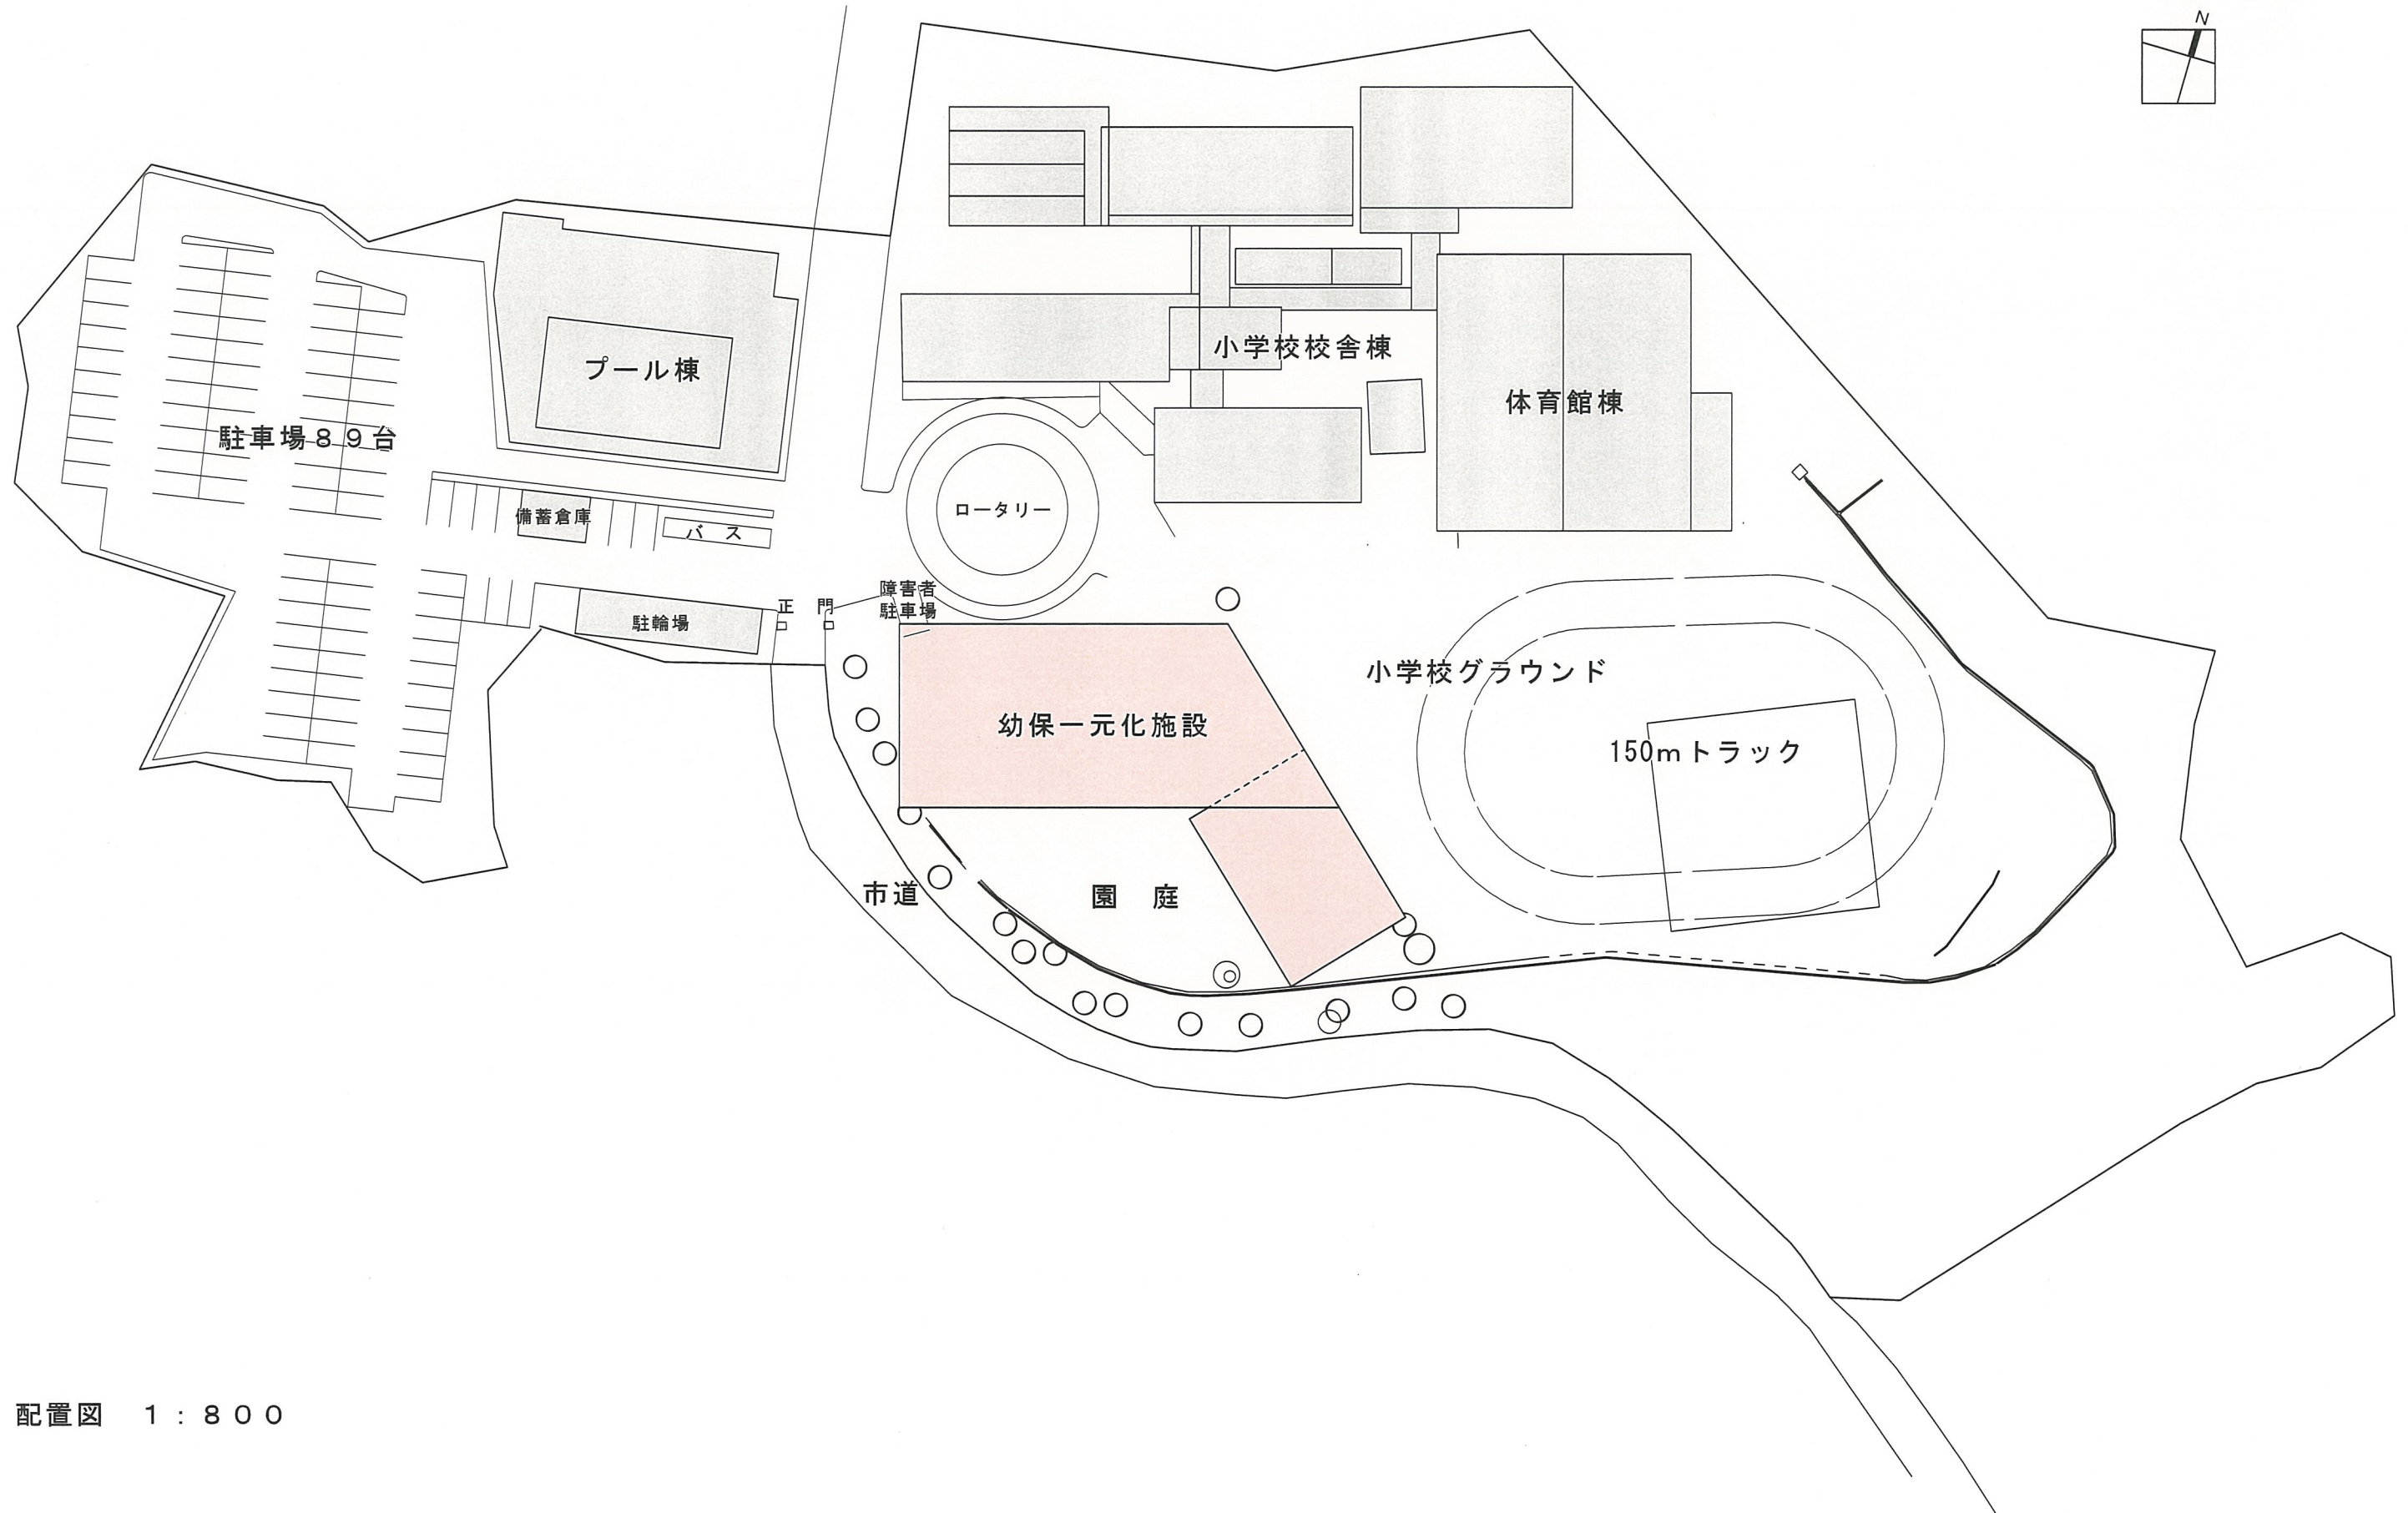 N
小学校校舎棟
プール棟
体育館棟
駐車場89台
ロータリー
備蓄倉庫
バス
障害者
駐車場
正門
駐輪場
小学校グラウンド
幼保一元化施設
150mトラック
市道
園庭
配置図 1:800